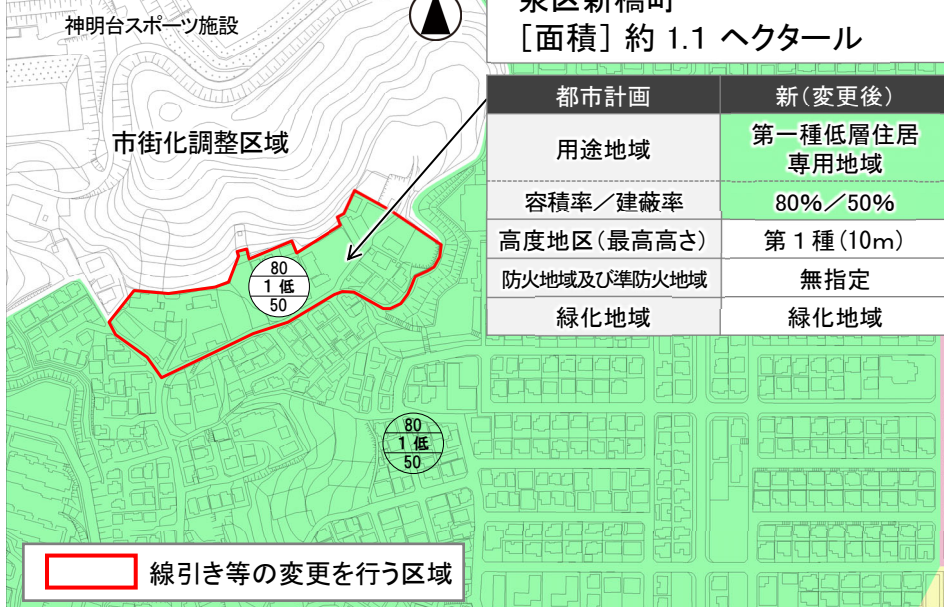 神明台スポーツ施設
泉区新橋町
［面積］約 1.1 ヘクタール
都市計画 新（変更後）
用途地域 第一種低層住居
専用地域
容積率／建蔽率 80%／50%
高度地区（最高高さ） 第１種（10ｍ）
防火地域及び準防火地域 無指定
緑化地域 緑化地域
市街化調整区域
80
1 低
50
80
1 低
50
線引き等の変更を行う区域